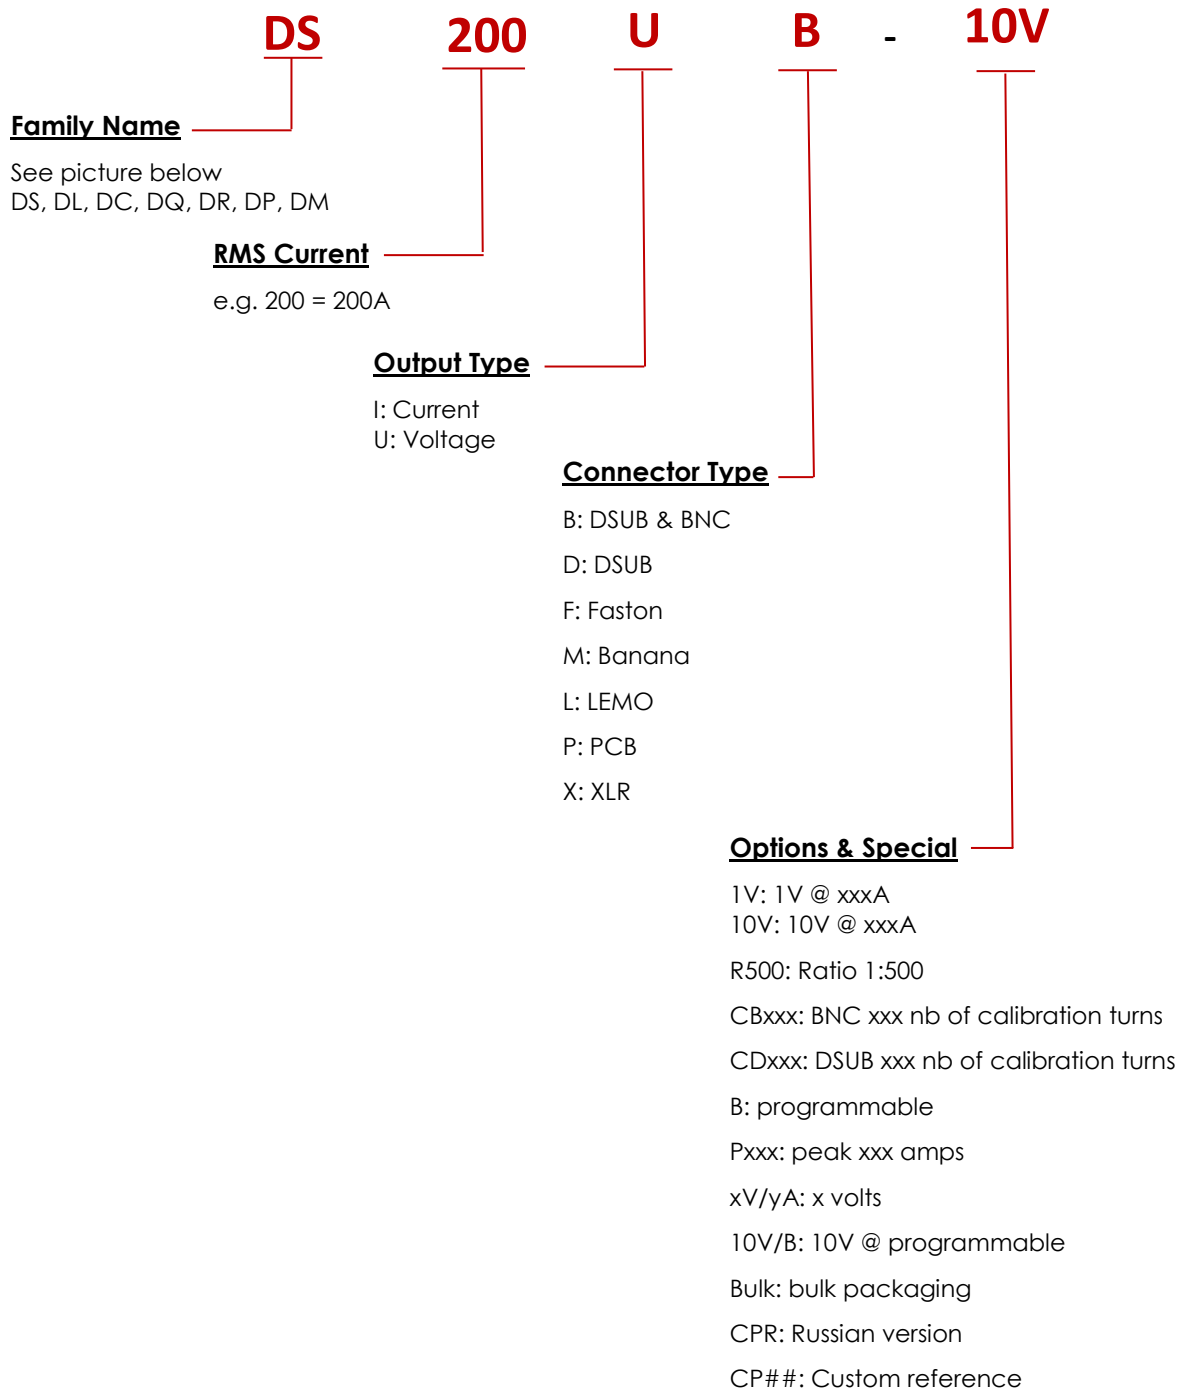 DS 200 U B - 10V
Family Name
See picture below
DS, DL, DC, DQ, DR, DP, DM
RMS Current
e.g. 200 = 200A
Output Type
I: Current
U: Voltage
Connector Type
B: DSUB & BNC
D: DSUB
F: Faston
M: Banana
L: LEMO
P: PCB
X: XLR
Options & Special
1V: 1V @ xxxA
10V: 10V @ xxxA
R500: Ratio 1:500
CBxxx: BNC xxx nb of calibration turns
CDxxx: DSUB xxx nb of calibration turns
B: programmable
Pxxx: peak xxx amps
xV/yA: x volts
10V/B: 10V @ programmable
Bulk: bulk packaging
CPR: Russian version
CP##: Custom reference